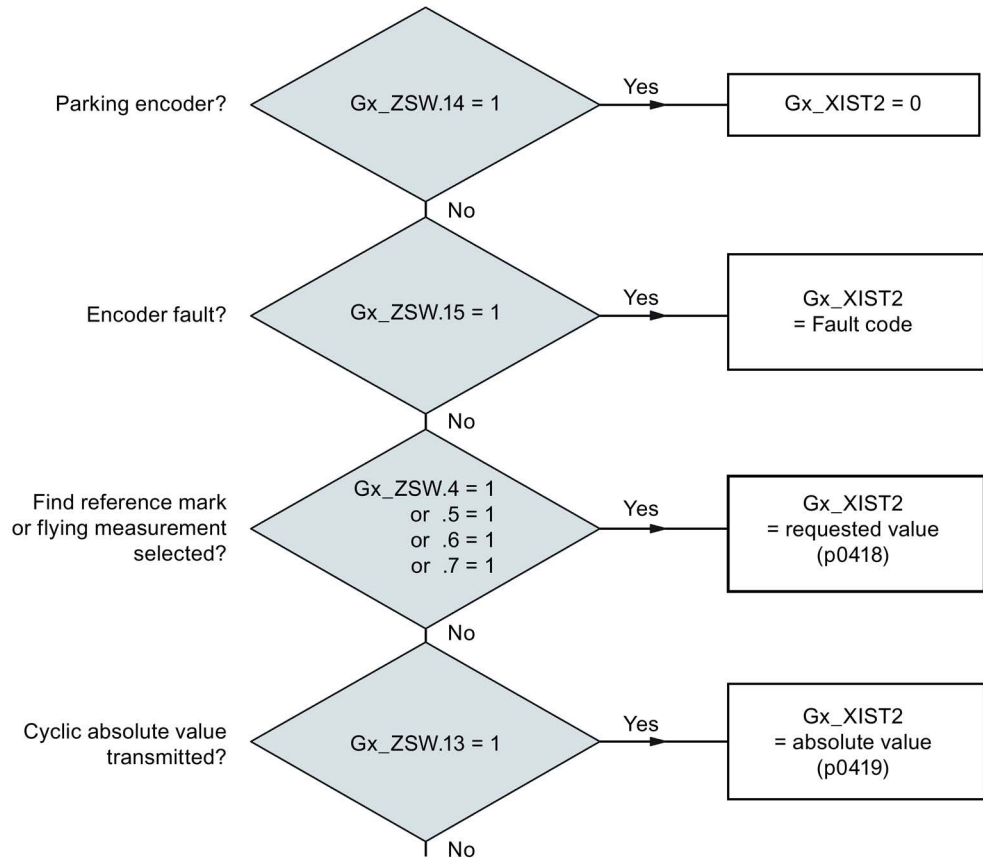 Parking encoder?
Gx_ZSW.14 = 1
Yes
Gx_XIST2 = 0
No
Encoder fault?
Gx_ZSW.15 = 1
Yes
Gx_XIST2
= Fault code
No
Find reference mark
or flying measurement
selected?
Gx_ZSW.4 = 1
or .5 = 1
or .6 = 1
or .7 = 1
Yes
Gx_XIST2
= requested value
(p0418)
No
Cyclic absolute value
transmitted?
Gx_ZSW.13 = 1
Yes
Gx_XIST2
= absolute value
(p0419)
No